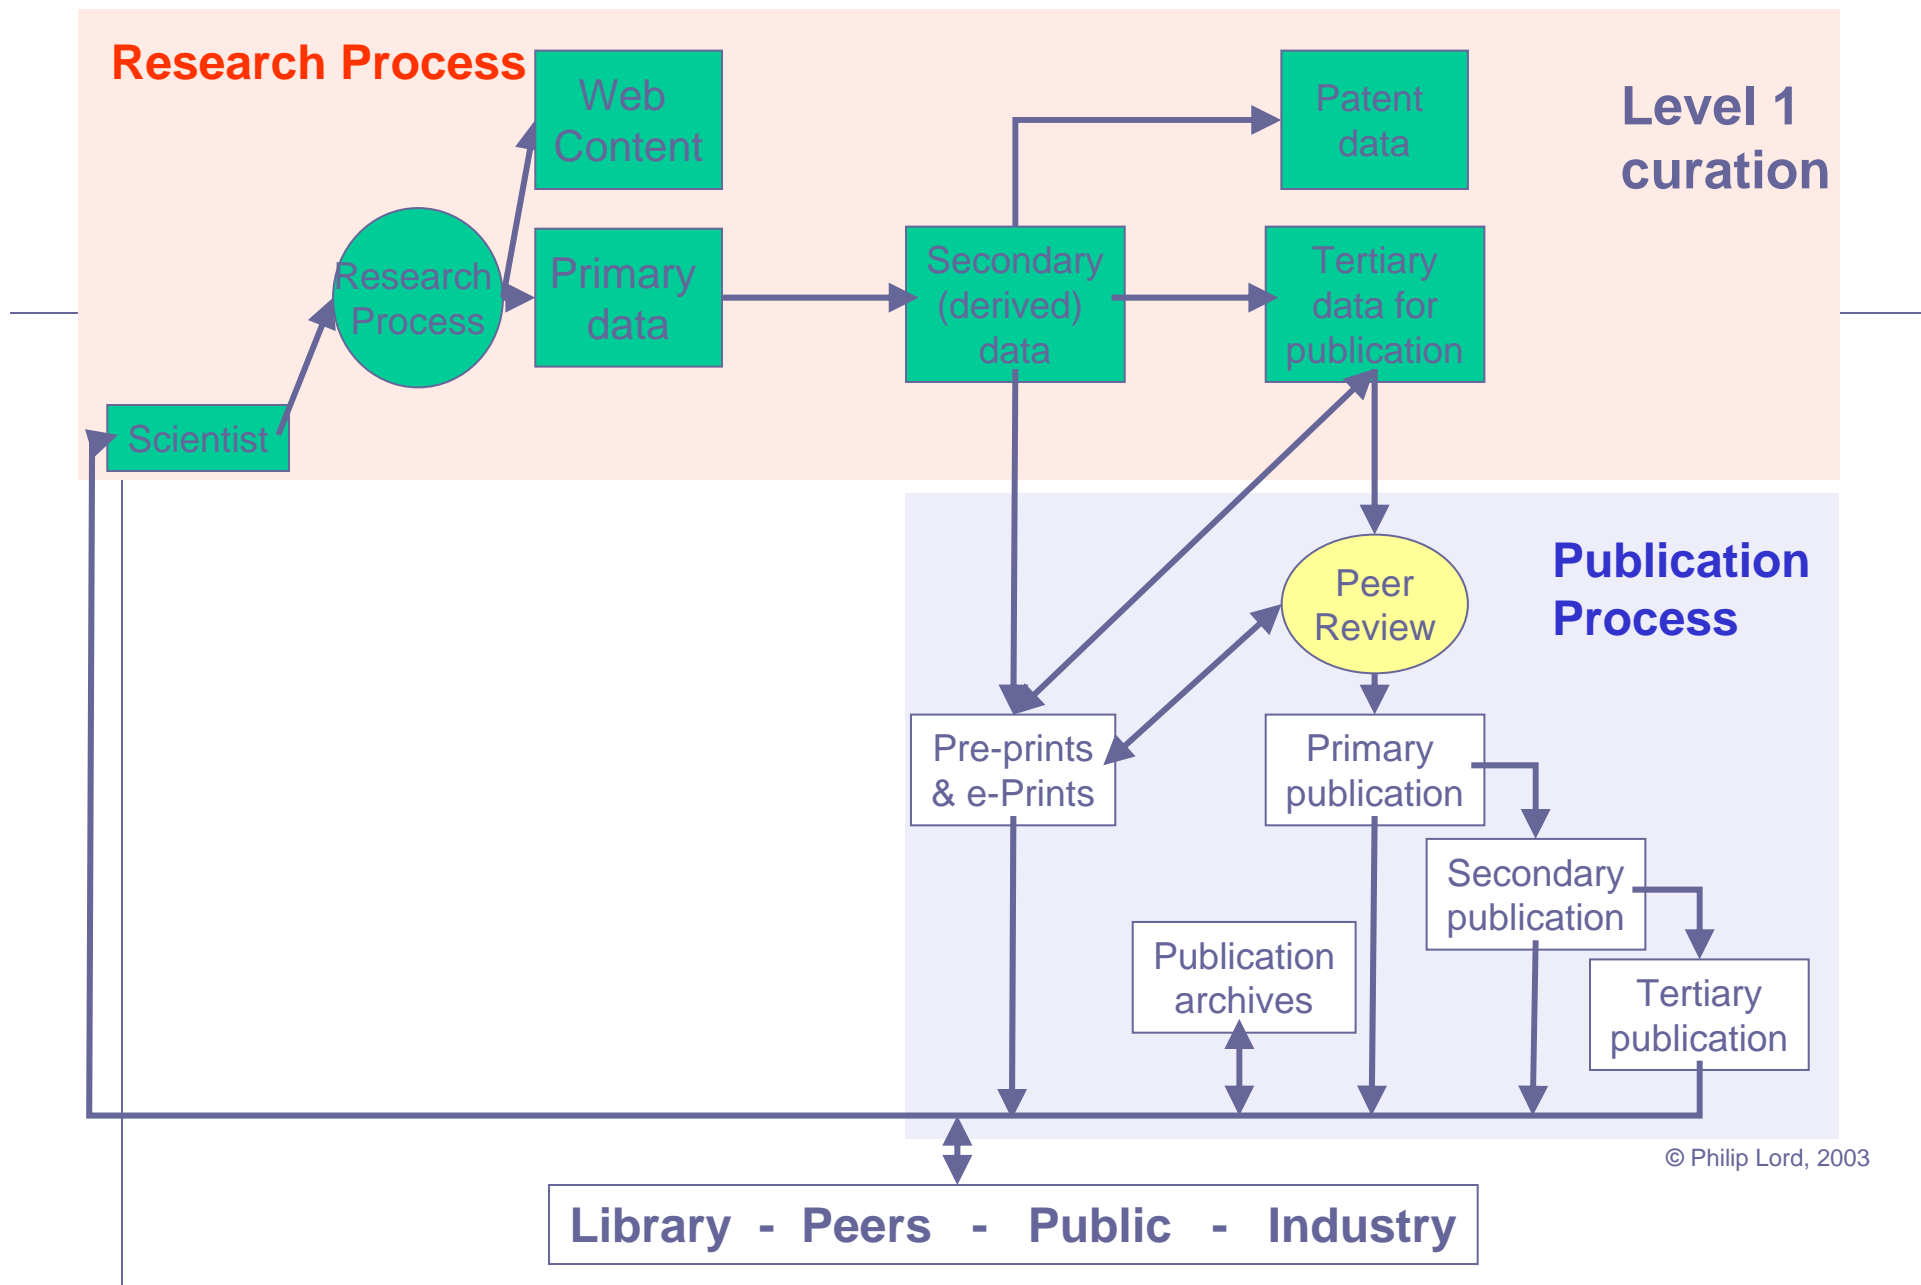 Research Process
Level 1
curation
Web
Content
Patent
data
Research
Process
Primary
data
Secondary
(derived)
data
Tertiary
data for
publication
Scientist
Publication
Process
Peer
Review
Pre-prints
& e-Prints
Primary
publication
Secondary
publication
Publication
archives
Tertiary
publication
© Philip Lord, 2003
Library - Peers - Public - Industry